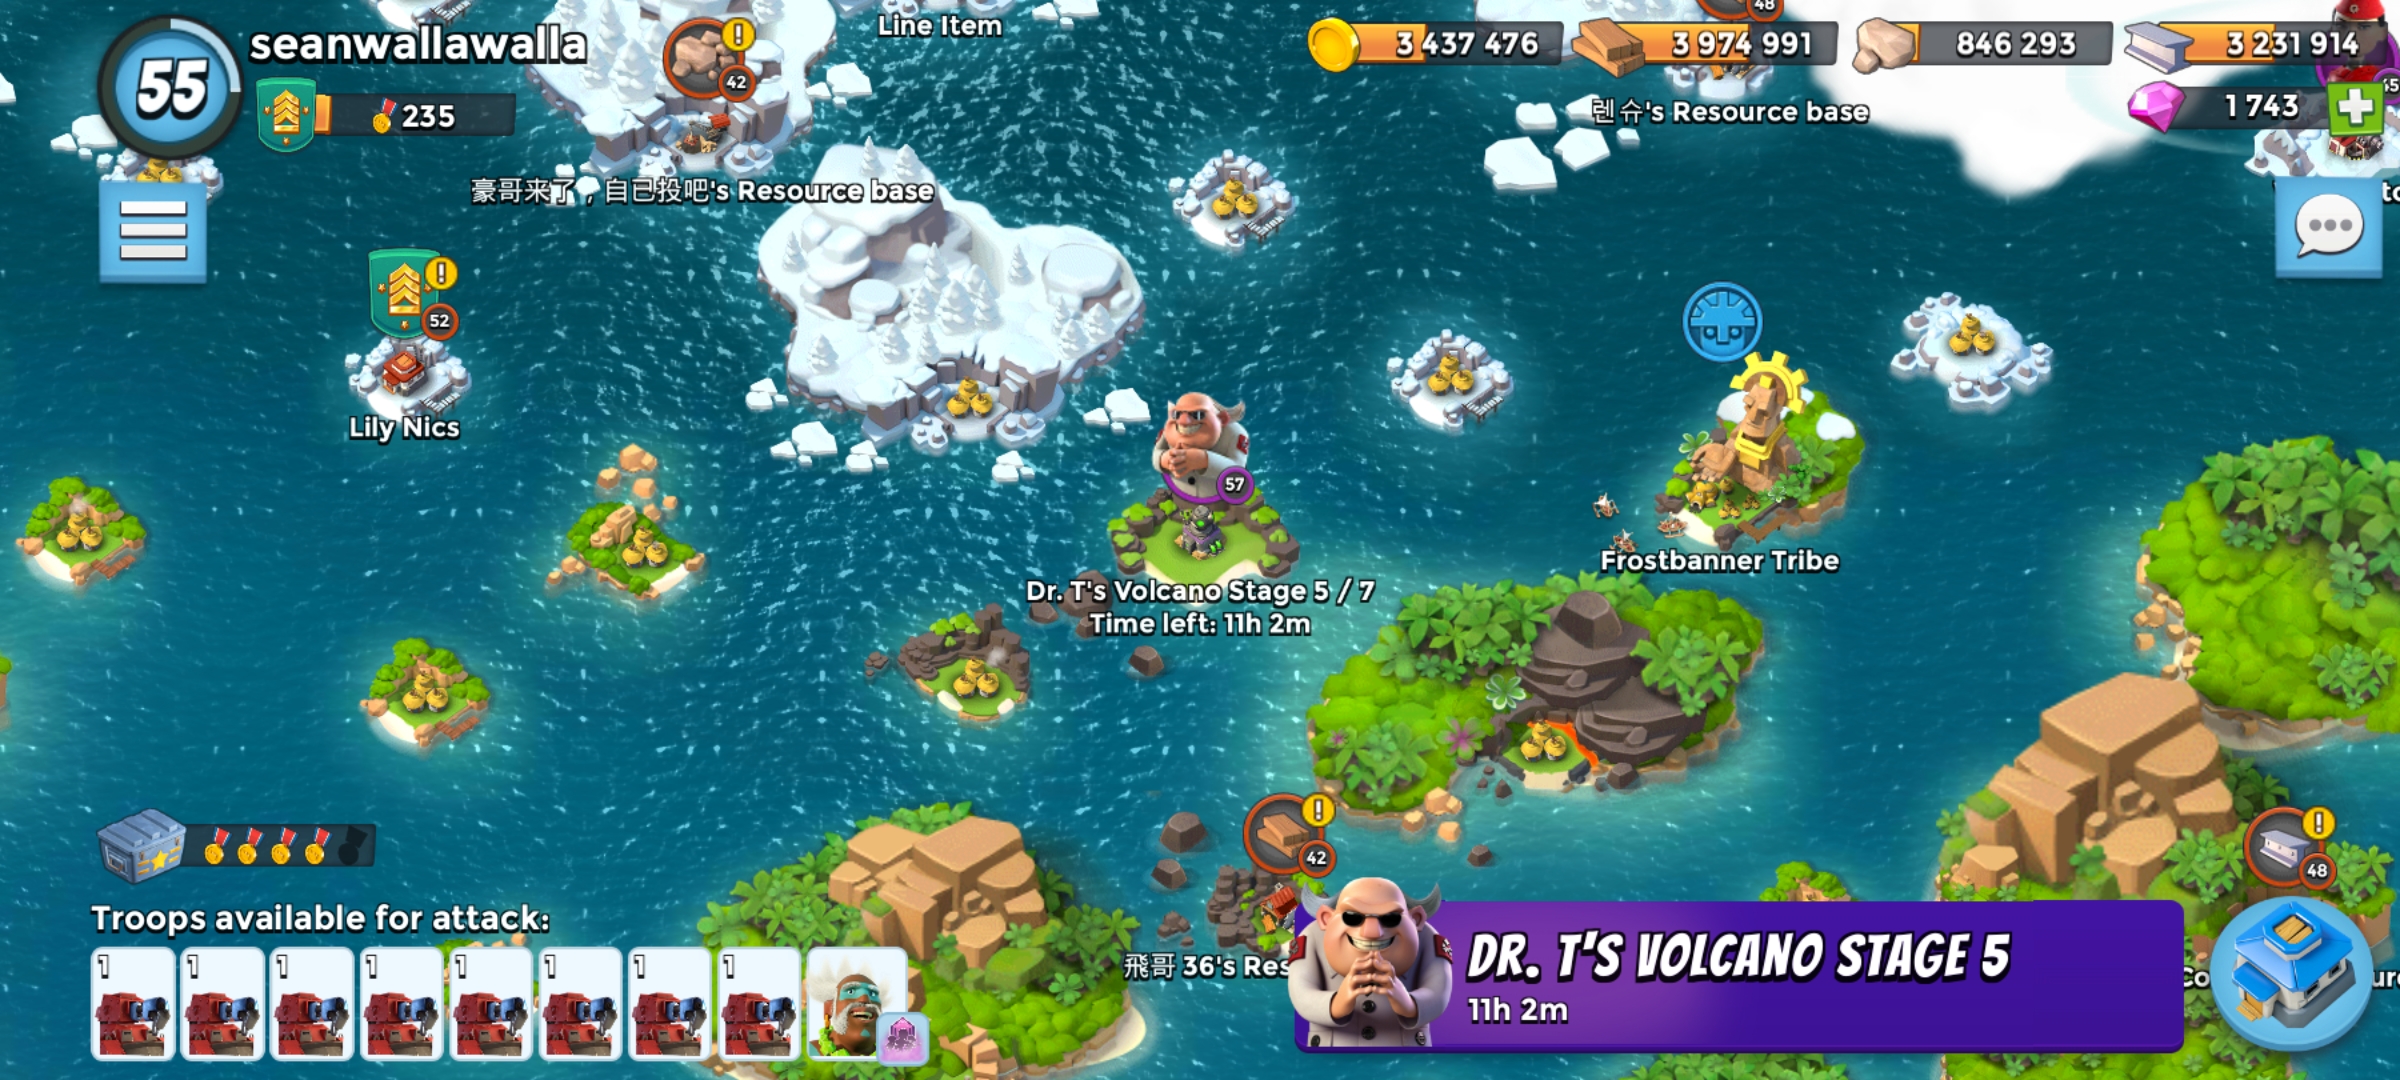 Line Item
48
55
seanwallawalla
235
42
3 437 476
3 974 991
846 293
3 231 914
1 743
렌슈's Resource base
豪哥来了，自已投吧's Resource base
52
Lily Nics
57
Dr. T's Volcano Stage 5 / 7
Time left: 11h 2m
Frostbanner Tribe
42
48
飛哥 36's Res
Troops available for attack:
1
1
1
1
1
1
1
1
DR. T'S VOLCANO STAGE 5
11h 2m